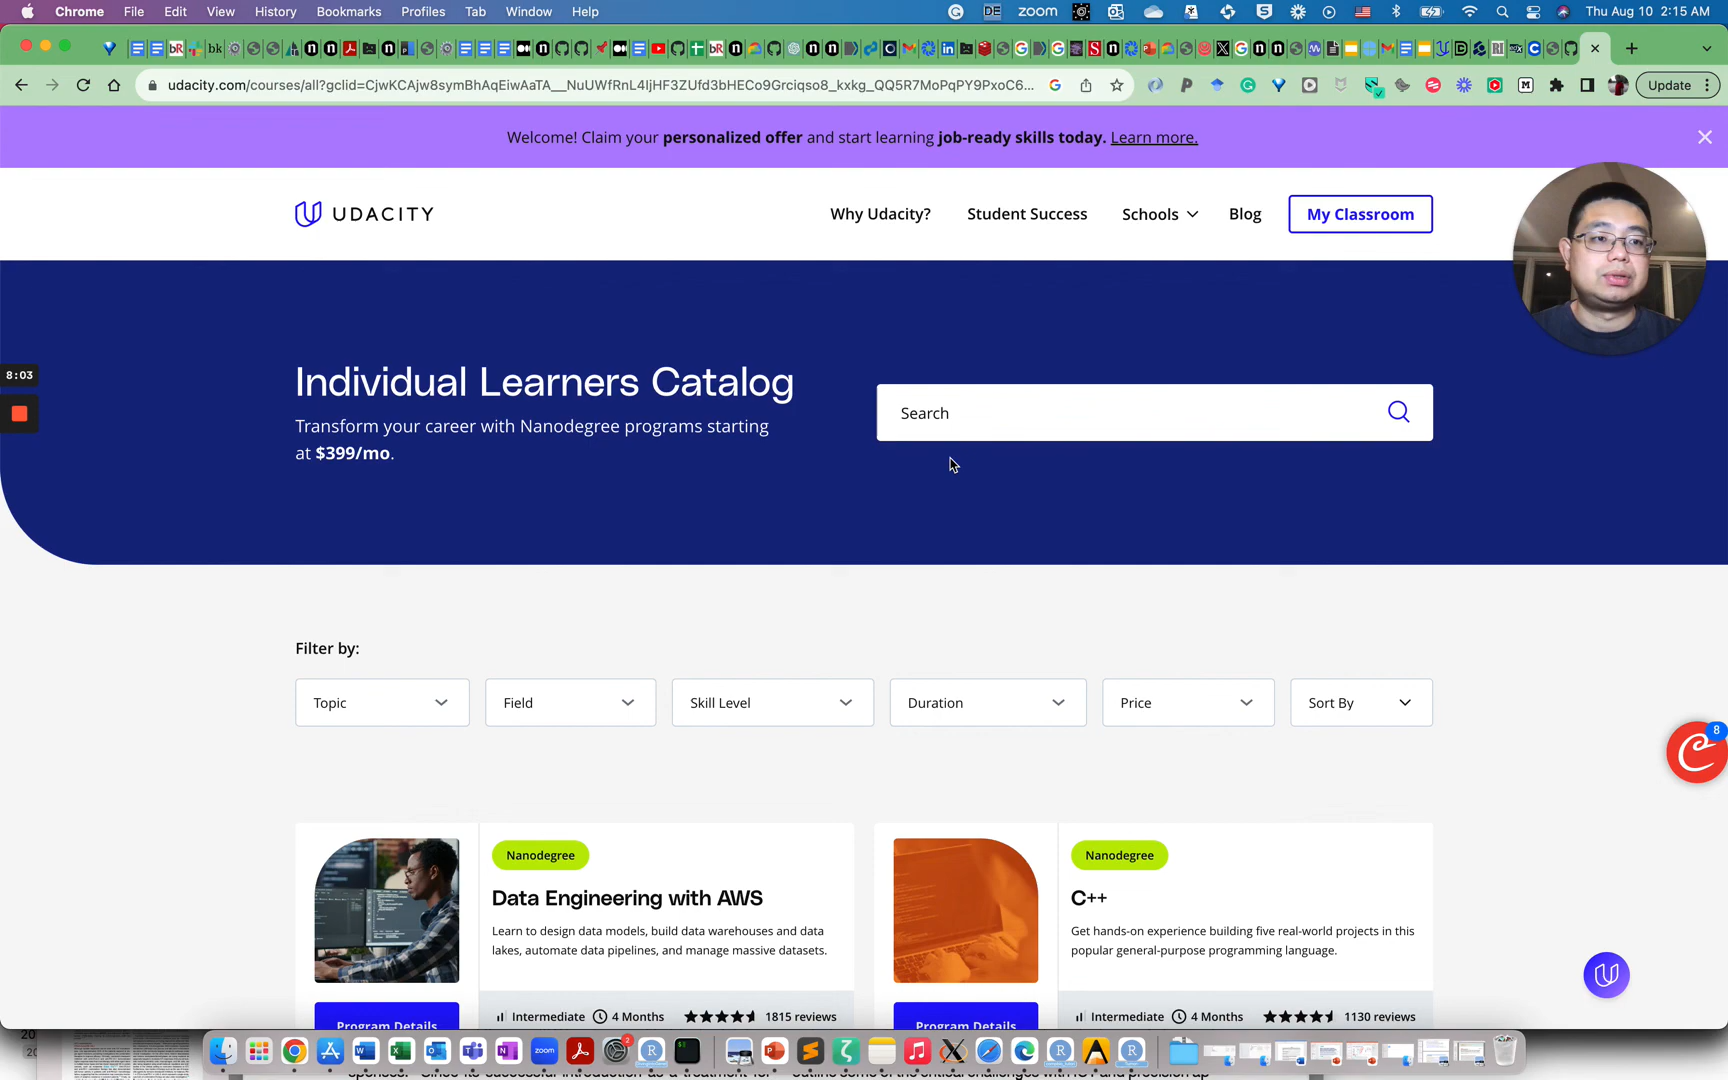 Chrome File Edit View History Bookmarks Profiles Tab Window Help
zoom
Thu Aug 10 2:15 AM
udacity.com/courses/all?gclid=CjwKCAjw8symBhAqEiwAaTA__NuUWfRnL4IjHF3ZUfd3bHECo9Grciqso8_kxkg_QQ5R7MoPqPY9PxoC6...
Update
Welcome! Claim your personalized offer and start learning job-ready skills today. Learn more.
UDACITY
Why Udacity? Student Success Schools Blog My Classroom
8:03
Individual Learners Catalog
Transform your career with Nanodegree programs starting
at $399/mo.
Search
Filter by:
Topic Field Skill Level Duration Price Sort By
8
Nanodegree
Data Engineering with AWS
Learn to design data models, build data warehouses and data
lakes, automate data pipelines, and manage massive datasets.
Program Details
Intermediate 4 Months 1815 reviews
Nanodegree
C++
Get hands-on experience building five real-world projects in this
popular general-purpose programming language.
Program Details
Intermediate 4 Months 1130 reviews
zoom